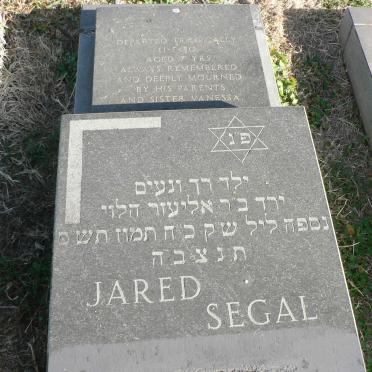 DEPARTED TRAGICALLY
AGED 7 YRS
ALWAYS REMEMBERED
AND DEEPLY MOURNED
BY HIS PARENTS
AND SISTER VANESSA
פ נ
ילד רך ונעים
ירד ב״ר אליעזר הלוי
נספה ליל שק ב״ח תמוז תש״ם
ת נ צ ב ה
JARED
SEGAL